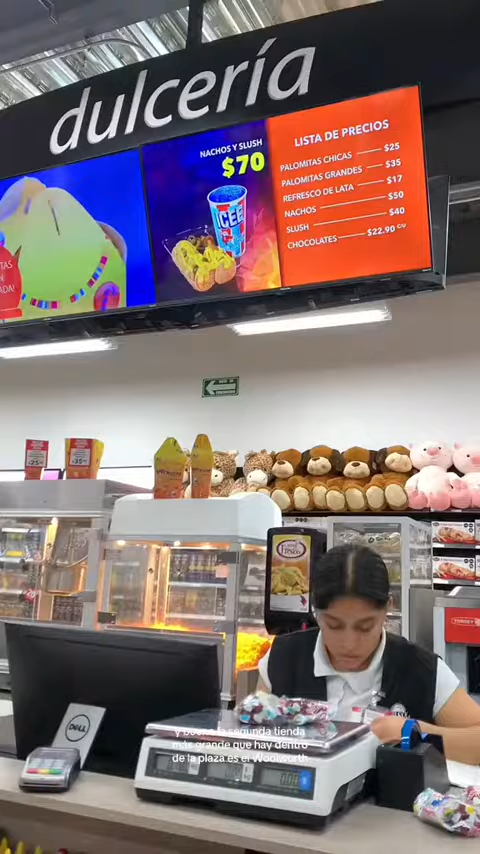 dulcería
NACHOS Y SLUSH
$70
ICEE
LISTA DE PRECIOS
PALOMITAS CHICAS $25
PALOMITAS GRANDES $35
REFRESCO DE LATA $17
NACHOS $50
SLUSH $40
CHOCOLATES $22.90 C/U
$25
$35
DELL
y bueno la segunda tienda
más grande que hay dentro
de la plaza es el Woolworth